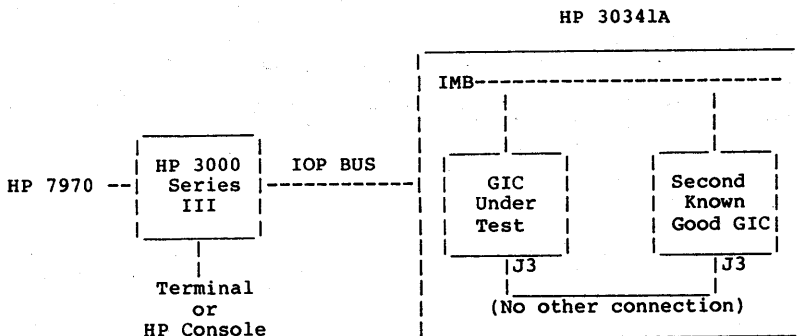 HP 30341A
IMB
HP 7970
HP 3000
Series
III
IOP BUS
GIC
Under
Test
Second
Known
Good GIC
J3
J3
(No other connection)
Terminal
or
HP Console